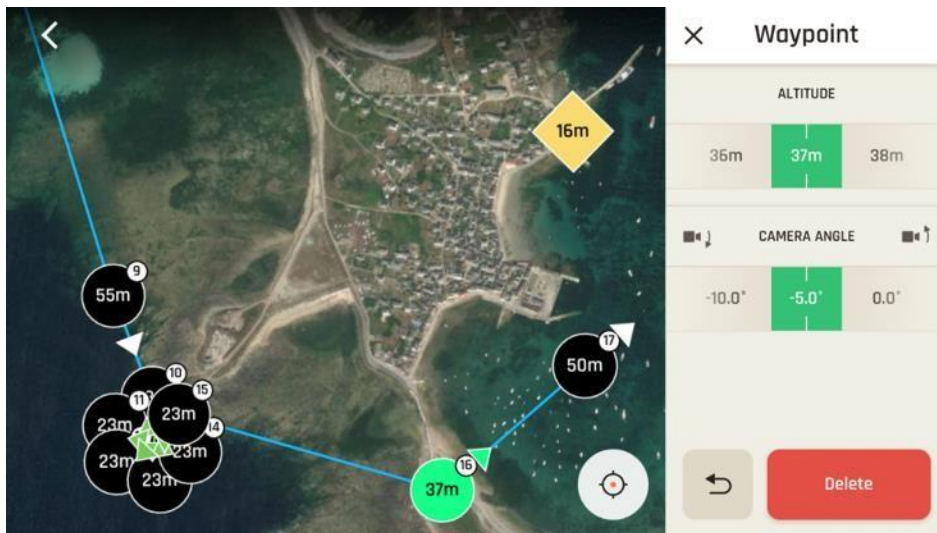 Waypoint
ALTITUDE
36m
37m
38m
CAMERA ANGLE
-10.0°
-5.0°
0.0°
Delete
16m
9
55m
10
15
11
23m
23m
14
23m
23m
23m
17
50m
16
37m